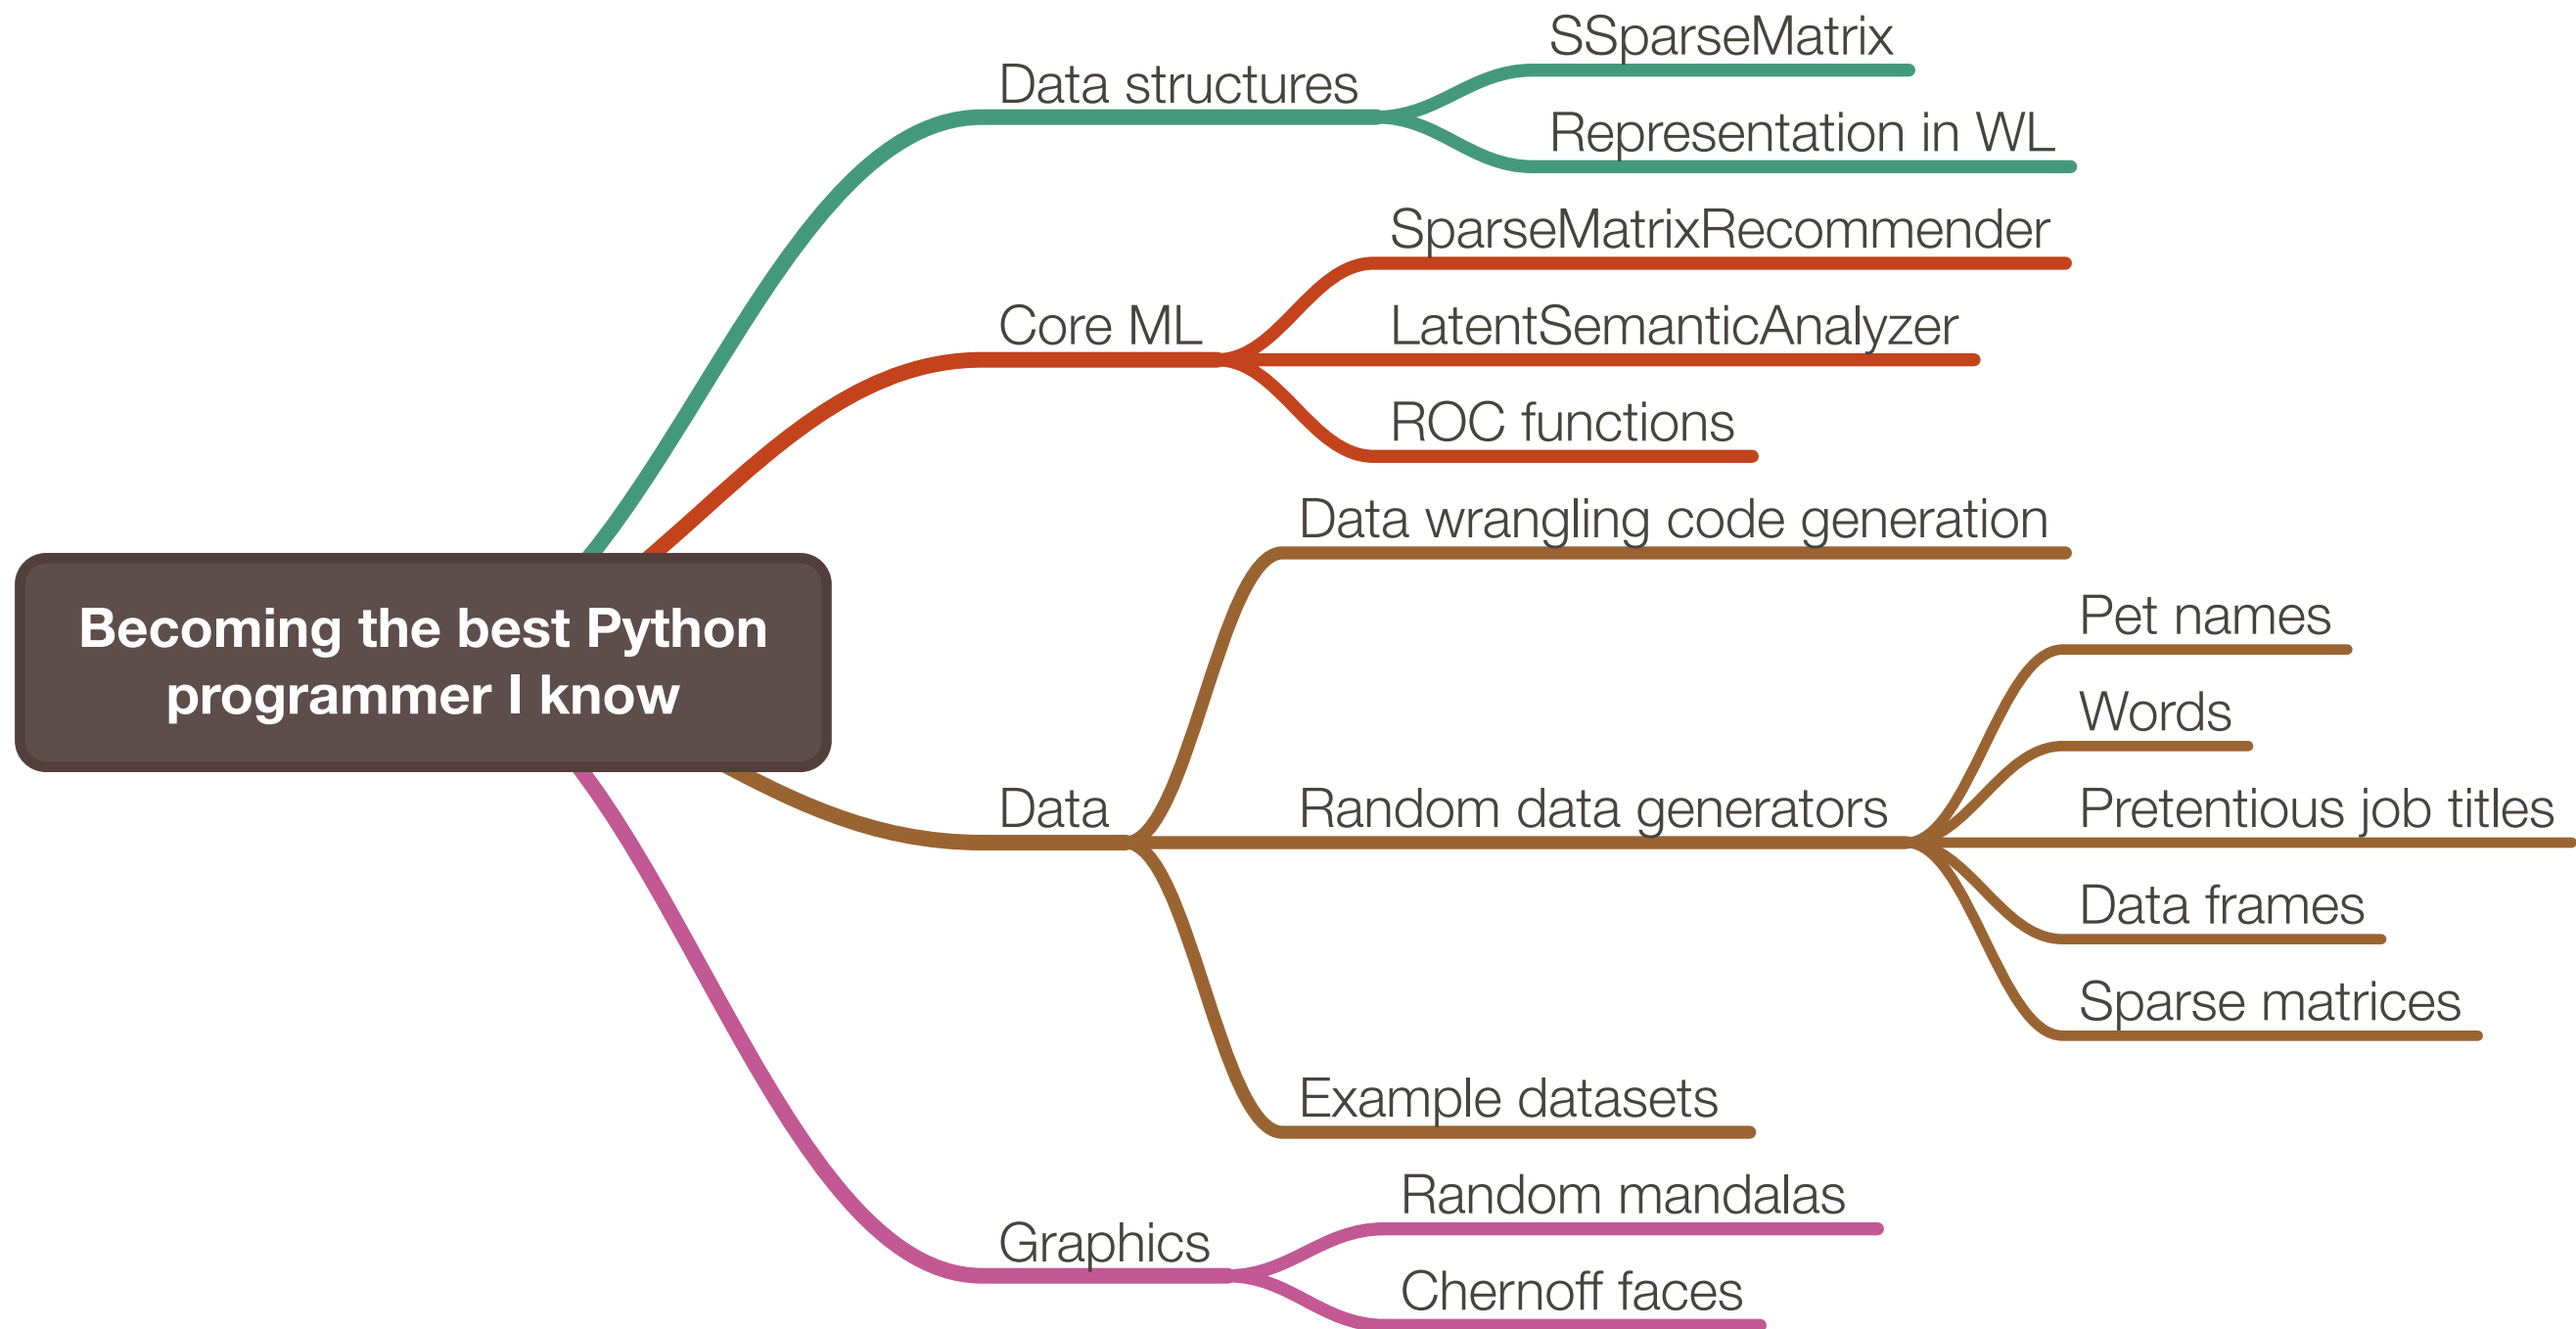 Becoming the best Python
programmer I know
Data structures
SSparseMatrix
Representation in WL
Core ML
SparseMatrixRecommender
LatentSemanticAnalyzer
ROC functions
Data
Data wrangling code generation
Random data generators
Pet names
Words
Pretentious job titles
Data frames
Sparse matrices
Example datasets
Graphics
Random mandalas
Chernoff faces